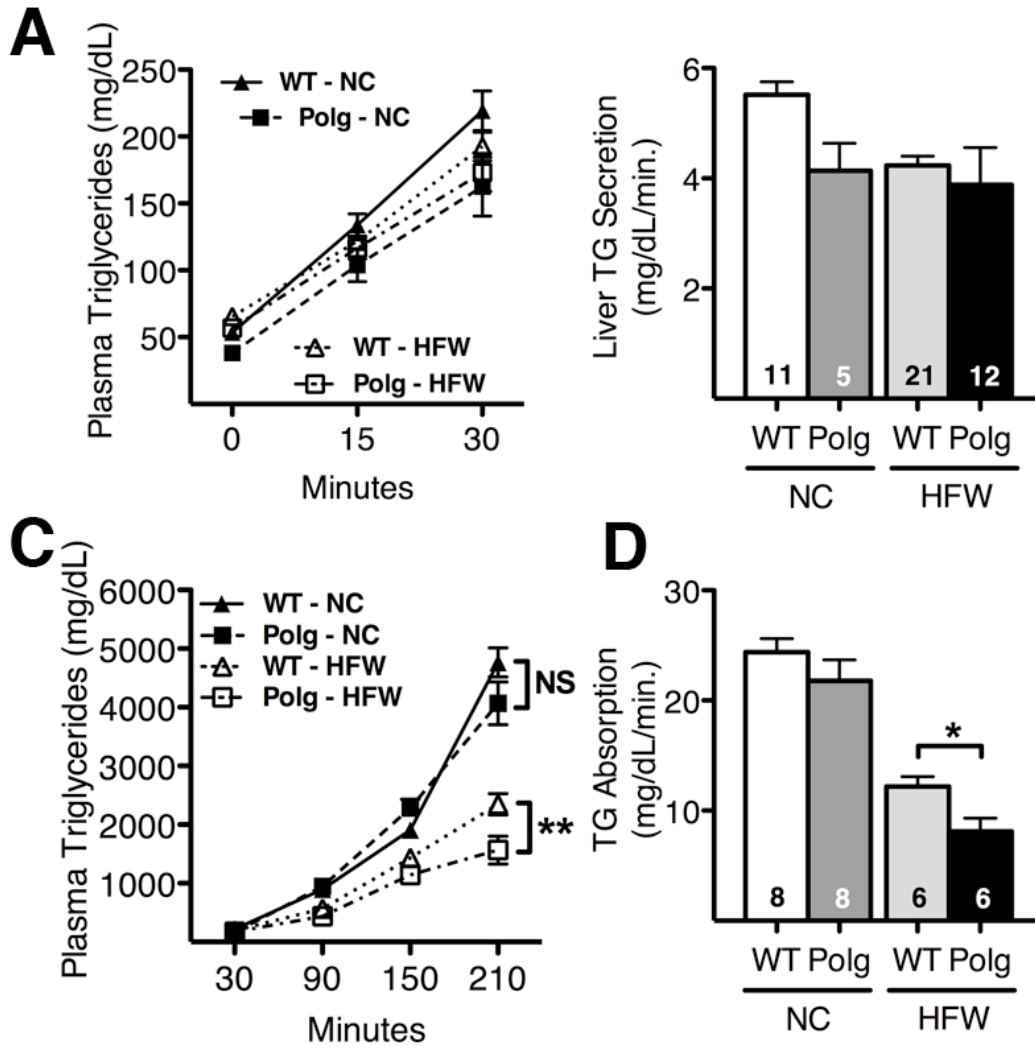 A
Plasma Triglycerides (mg/dL)
250
200
150
100
50
WT - NC
Polg - NC
WT - HFW
Polg - HFW
0 15 30
Minutes
Liver TG Secretion
(mg/dL/min.)
6
4
2
11 5 21 12
WT Polg WT Polg
NC HFW
C
Plasma Triglycerides (mg/dL)
6000
5000
4000
3000
2000
1000
WT - NC
Polg - NC
WT - HFW
Polg - HFW
NS
**
30 90 150 210
Minutes
D
TG Absorption
(mg/dL/min.)
30
20
10
*
8 8 6 6
WT Polg WT Polg
NC HFW